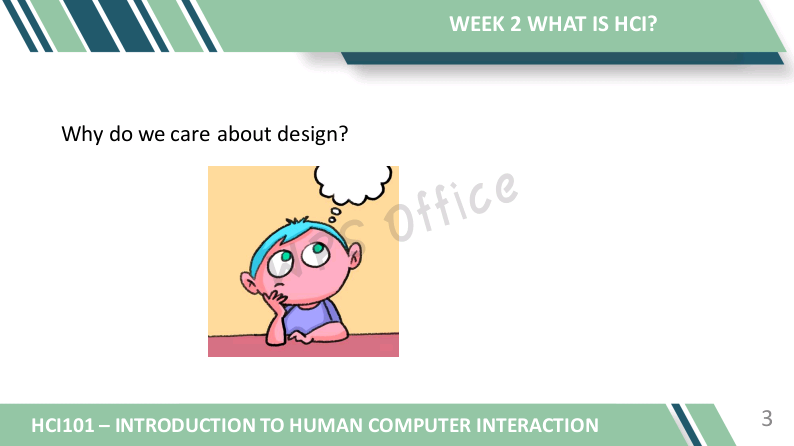 WEEK 2 WHAT IS HCI?
Why do we care about design?
WPS Office
HCI101 – INTRODUCTION TO HUMAN COMPUTER INTERACTION
3